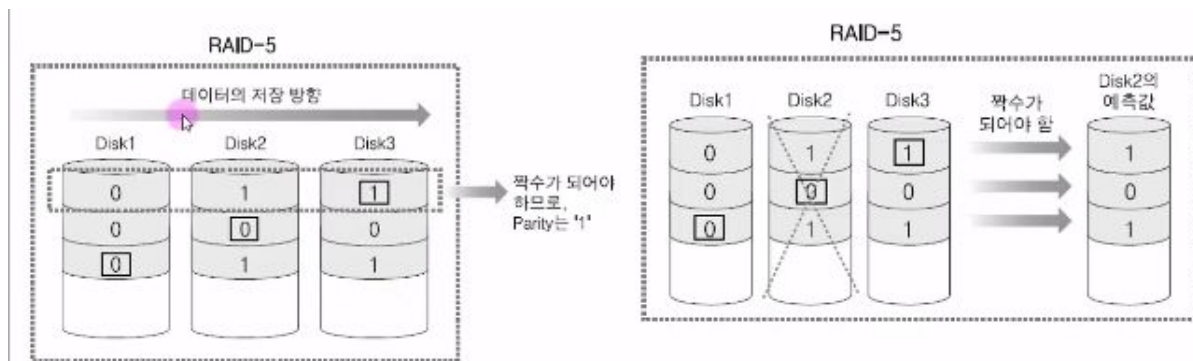 RAID-5
데이터의 저장 방향
Disk1 Disk2 Disk3
0 1 1
0 0 0
0 1 1
짝수가 되어야
하므로,
Parity는 "1"
RAID-5
Disk1 Disk2 Disk3
짝수가
되어야 함
Disk2의
예측값
0 1 1 1
0 0 0 0
0 1 1 1